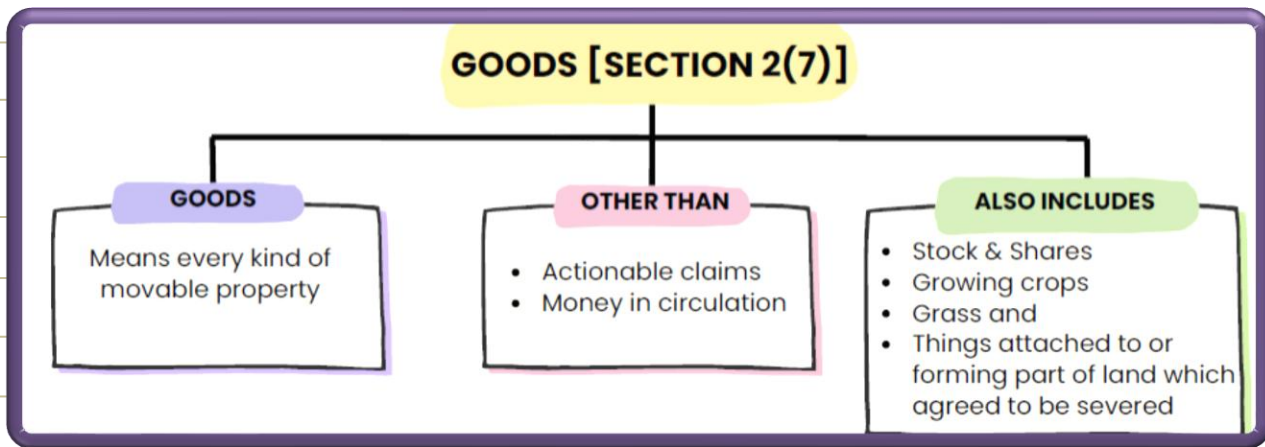 GOODS [SECTION 2(7)]
GOODS
Means every kind of
movable property
OTHER THAN
• Actionable claims
• Money in circulation
ALSO INCLUDES
• Stock & Shares
• Growing crops
• Grass and
• Things attached to or
forming part of land which
agreed to be severed